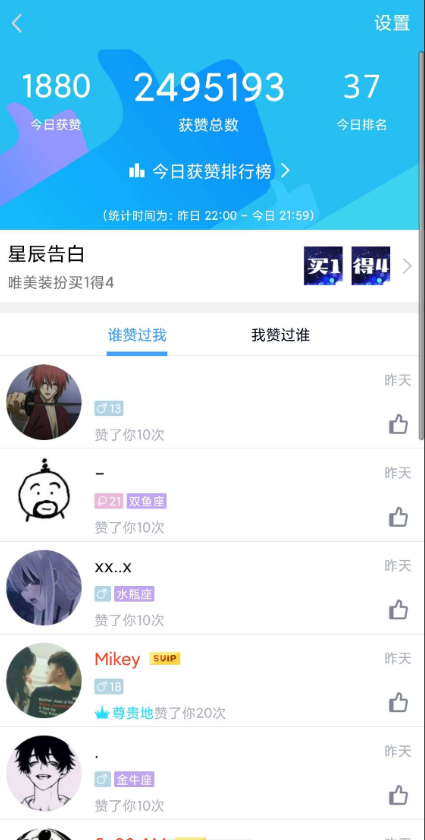 设置
1880
2495193
37
今日获赞
获赞总数
今日排名
今日获赞排行榜
（统计时间为: 昨日 22:00 - 今日 21:59）
星辰告白
唯美装扮买1得4
买1 得4
谁赞过我
我赞过谁
昨天
13
赞了你10次
–
昨天
21 双鱼座
赞了你10次
xx..x
昨天
水瓶座
赞了你10次
Mikey SVIP
昨天
18
尊贵地赞了你20次
.
昨天
金牛座
赞了你10次